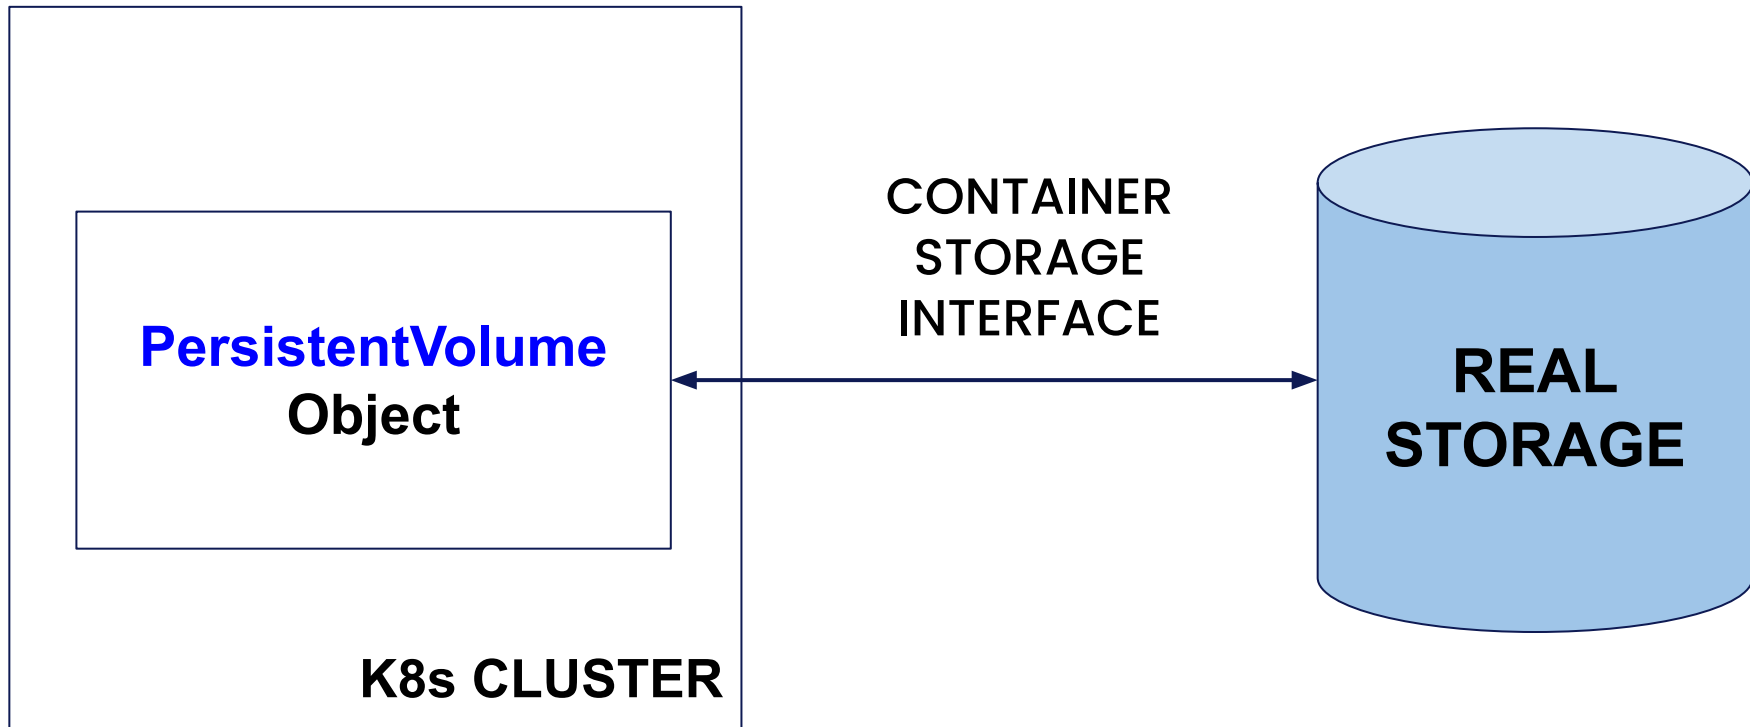 PersistentVolume
Object
K8s CLUSTER
CONTAINER
STORAGE
INTERFACE
REAL
STORAGE